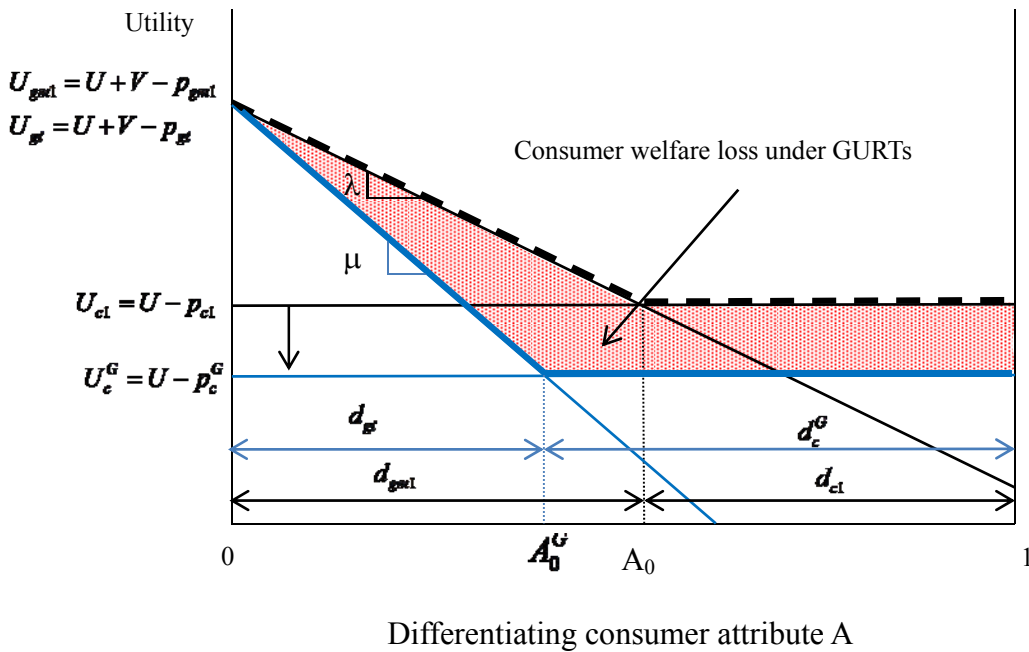 Utility
U_gm1 = U + V − p_gm1
U_gt = U + V − p_gt
Consumer welfare loss under GURTs
λ
μ
U_c1 = U − p_c1
U_c^G = U − p_c^G
d_gt
d_c^G
d_gm1
d_c1
0
A_0^G
A_0
1
Differentiating consumer attribute A